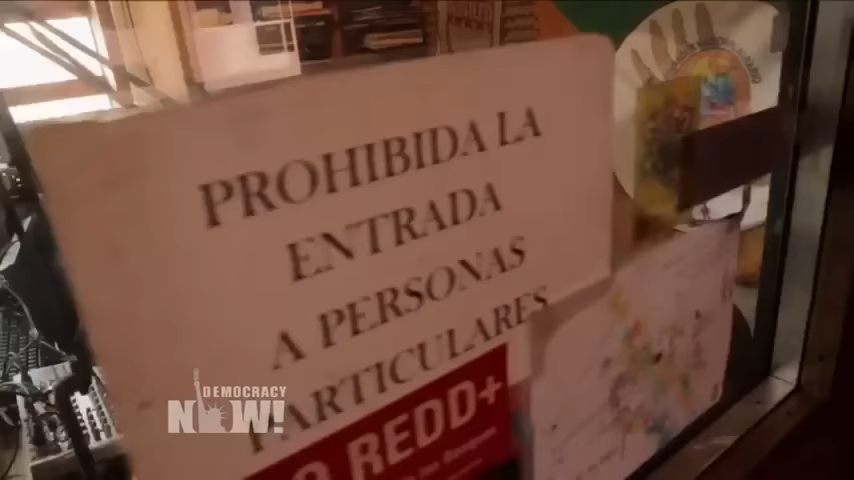 PROHIBIDA LA
ENTRADA
A PERSONAS
PARTICULARES
REDD+
DEMOCRACY
NOW!